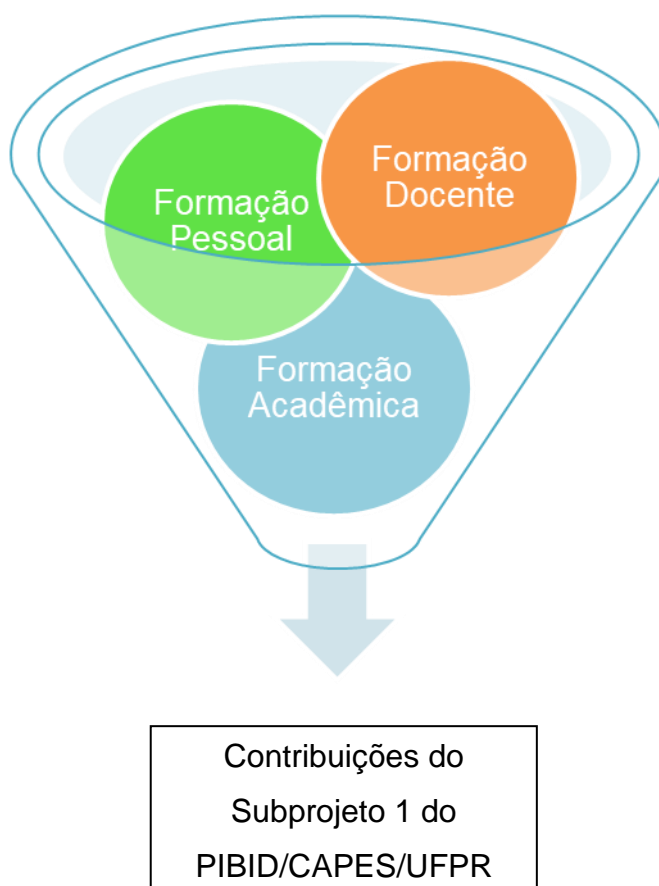 Formação
Docente
Formação
Pessoal
Formação
Acadêmica
Contribuições do
Subprojeto 1 do
PIBID/CAPES/UFPR